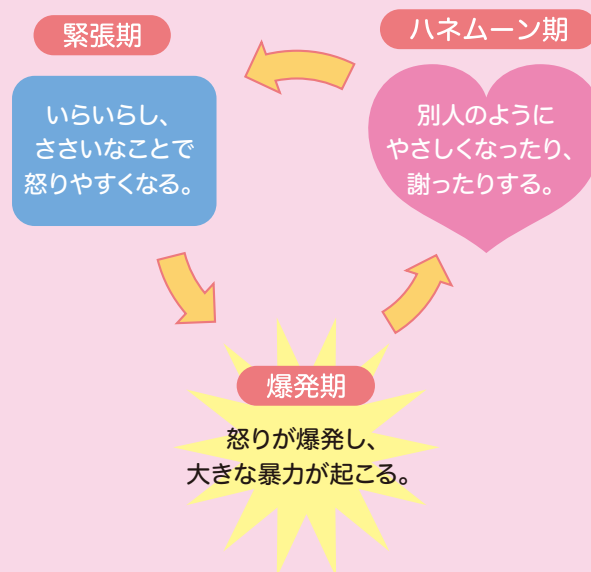 緊張期
いらいらし、
ささいなことで
怒りやすくなる。
ハネムーン期
別人のように
やさしくなったり、
謝ったりする。
爆発期
怒りが爆発し、
大きな暴力が起こる。